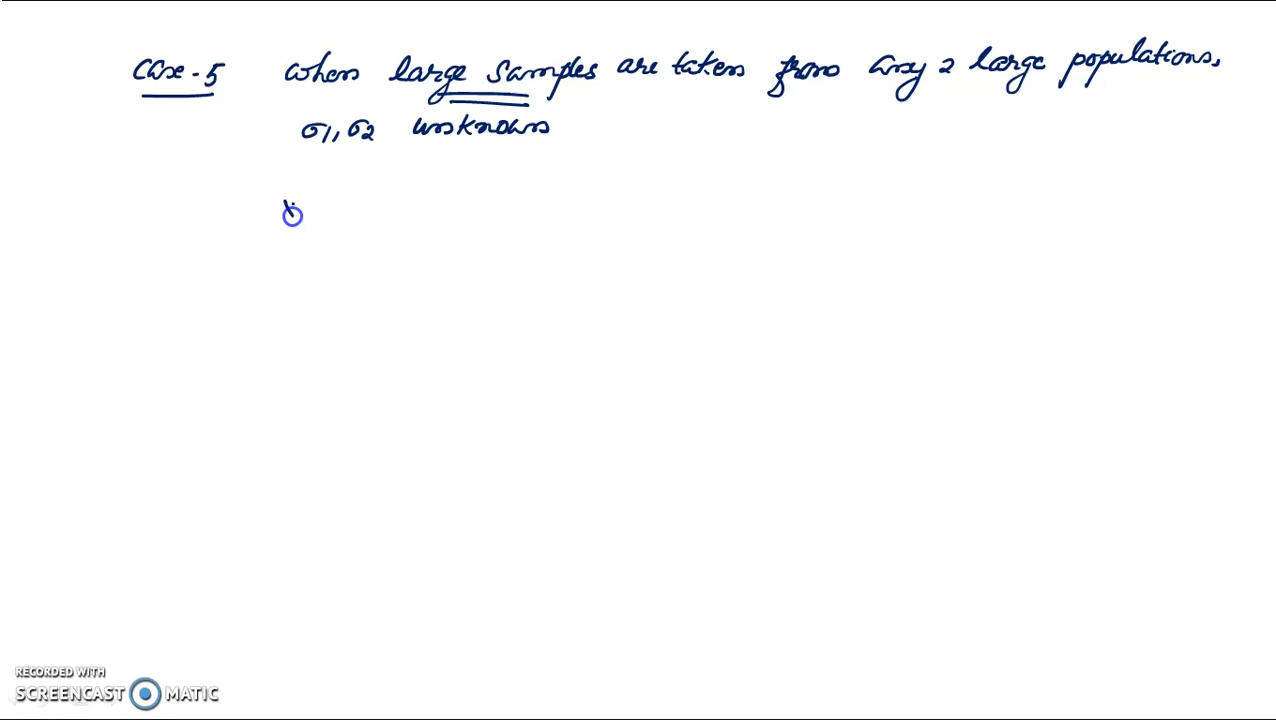 Case-5 when large samples are taken from any 2 large populations,
σ1, σ2 unknown
RECORDED WITH
SCREENCAST MATIC